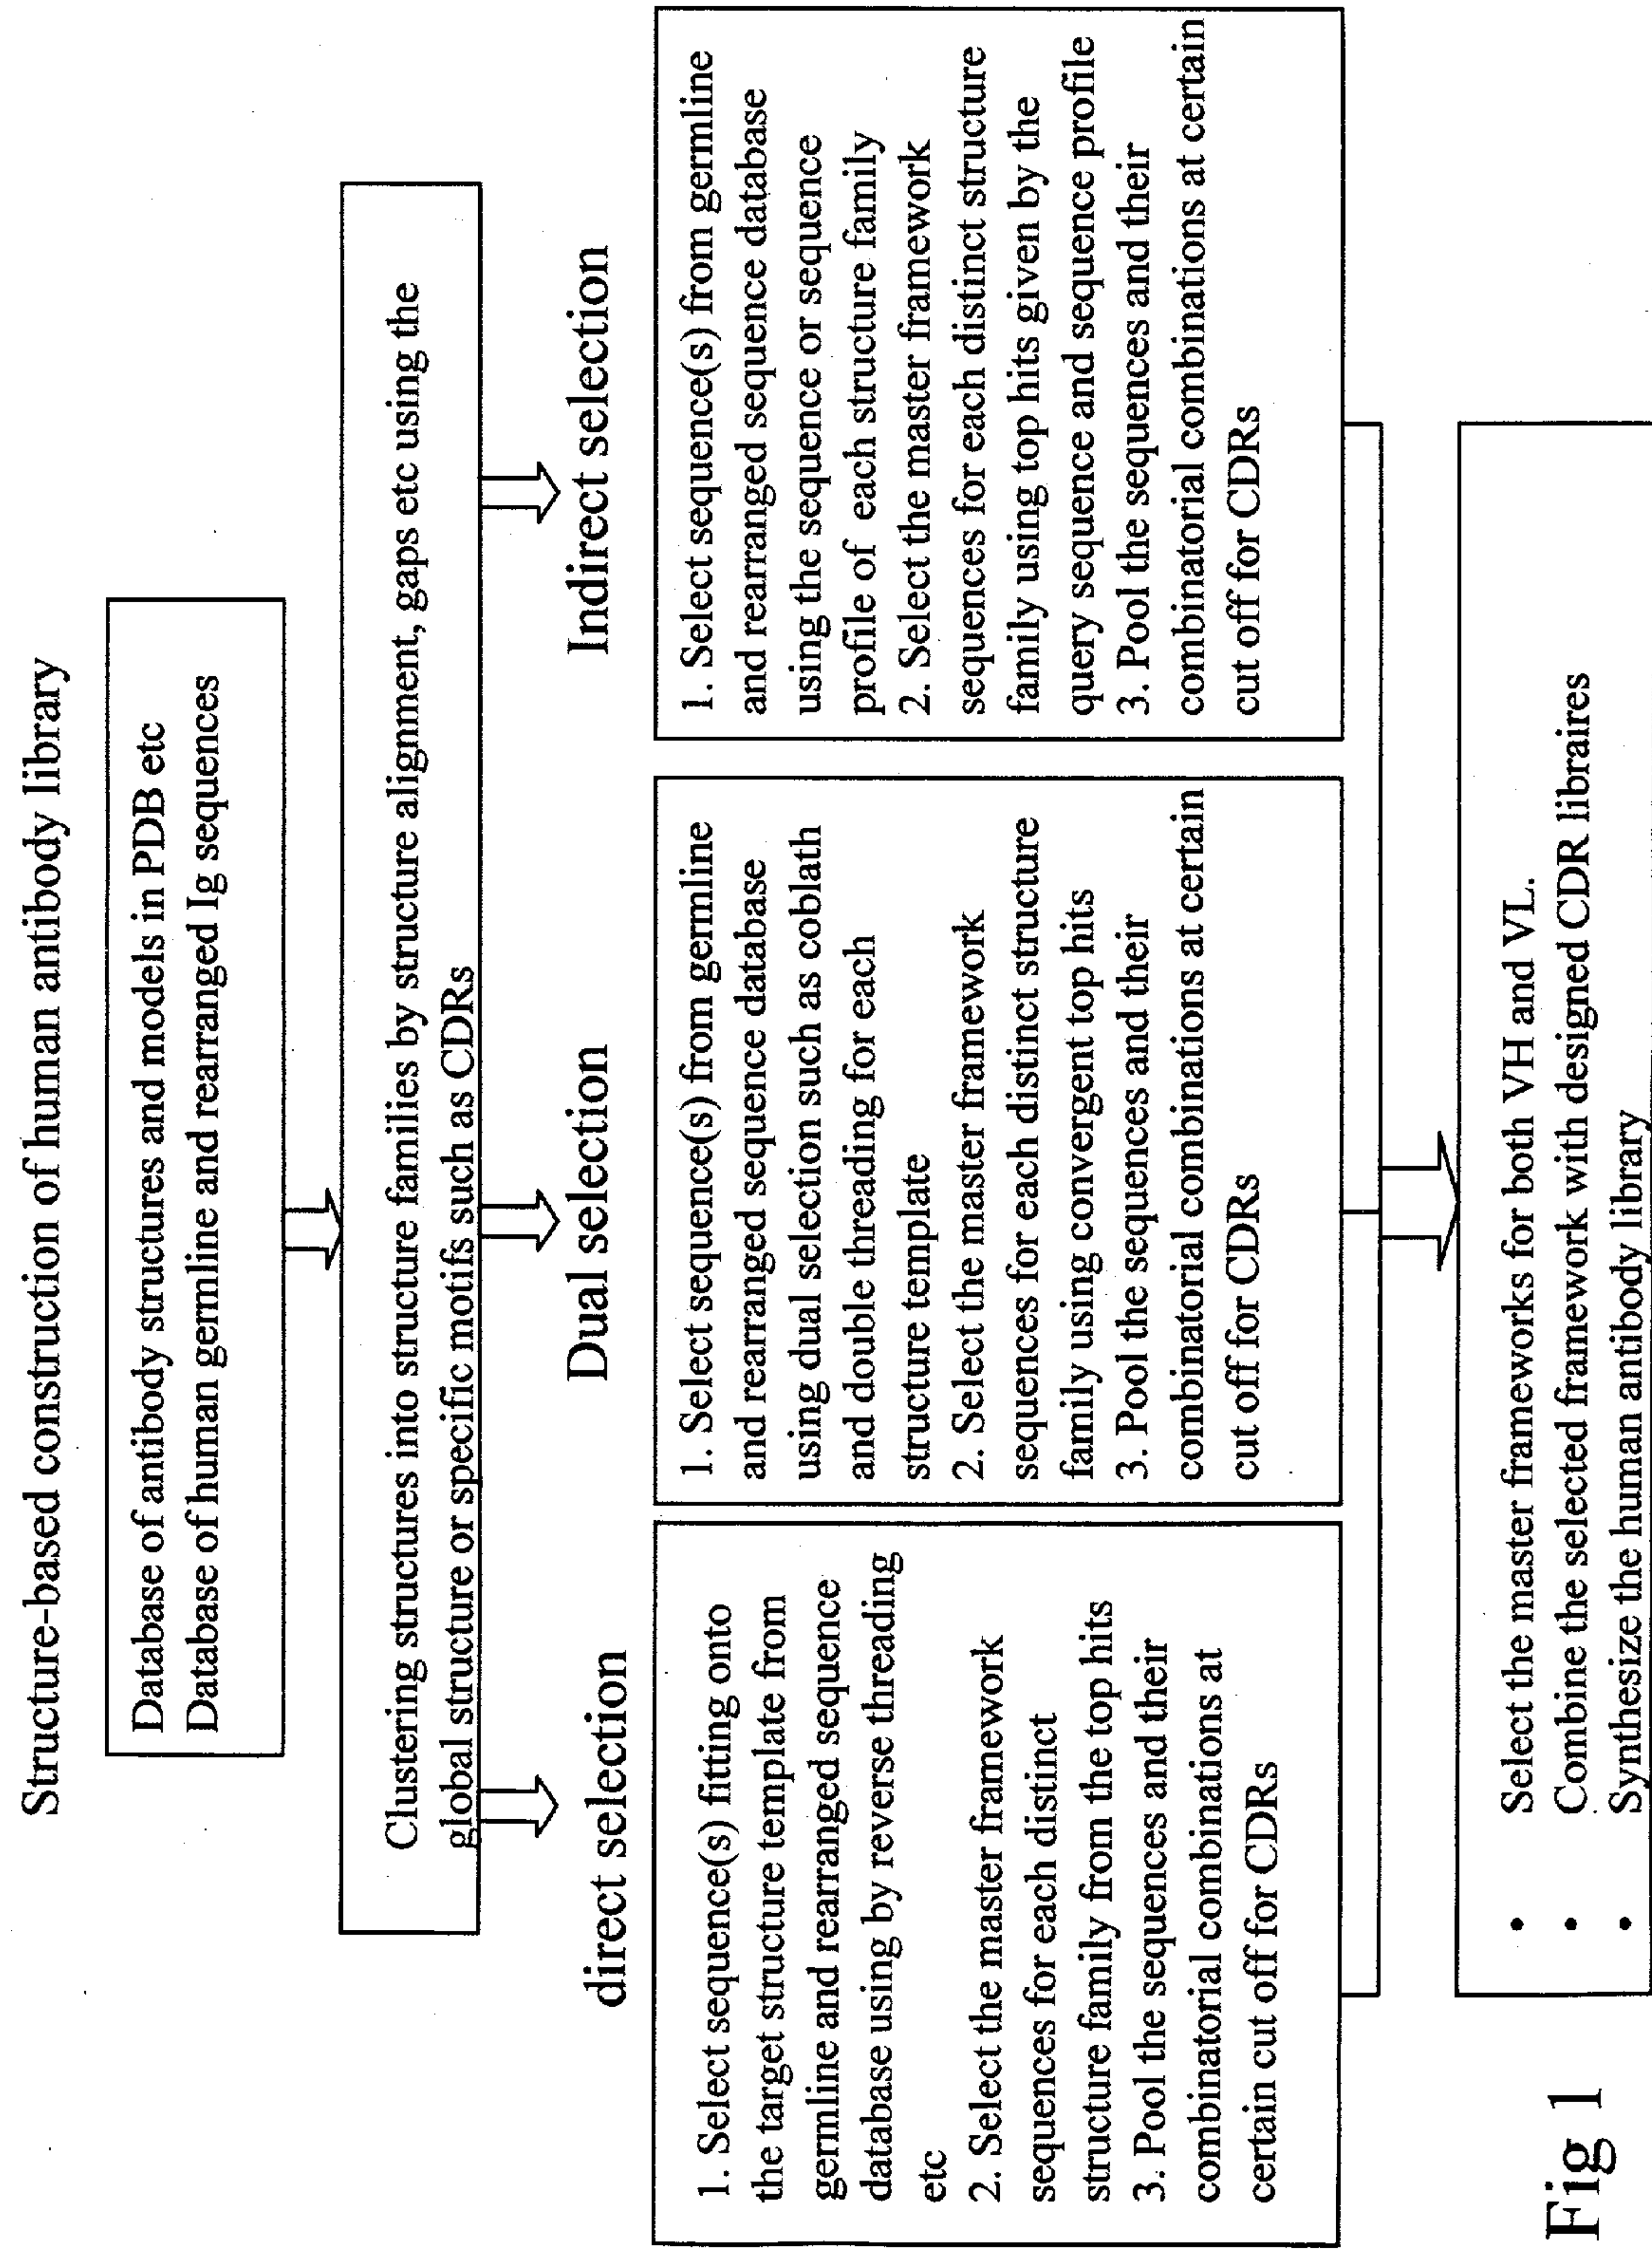 Structure-based construction of human antibody library
Database of antibody structures and models in PDB etc
Database of human germline and rearranged Ig sequences
Clustering structures into structure families by structure alignment, gaps etc using the
global structure or specific motifs such as CDRs
direct selection
1. Select sequence(s) fitting onto
the target structure template from
germline and rearranged sequence
database using by reverse threading
etc
2. Select the master framework
sequences for each distinct
structure family from the top hits
3. Pool the sequences and their
combinatorial combinations at
certain cut off for CDRs
Dual selection
1. Select sequence(s) from germline
and rearranged sequence database
using dual selection such as coblath
and double threading for each
structure template
2. Select the master framework
sequences for each distinct structure
family using convergent top hits
3. Pool the sequences and their
combinatorial combinations at certain
cut off for CDRs
Indirect selection
1. Select sequence(s) from germline
and rearranged sequence database
using the sequence or sequence
profile of each structure family
2. Select the master framework
sequences for each distinct structure
family using top hits given by the
query sequence and sequence profile
3. Pool the sequences and their
combinatorial combinations at certain
cut off for CDRs
• Select the master frameworks for both VH and VL.
• Combine the selected framework with designed CDR libraires
• Synthesize the human antibody library
Fig 1